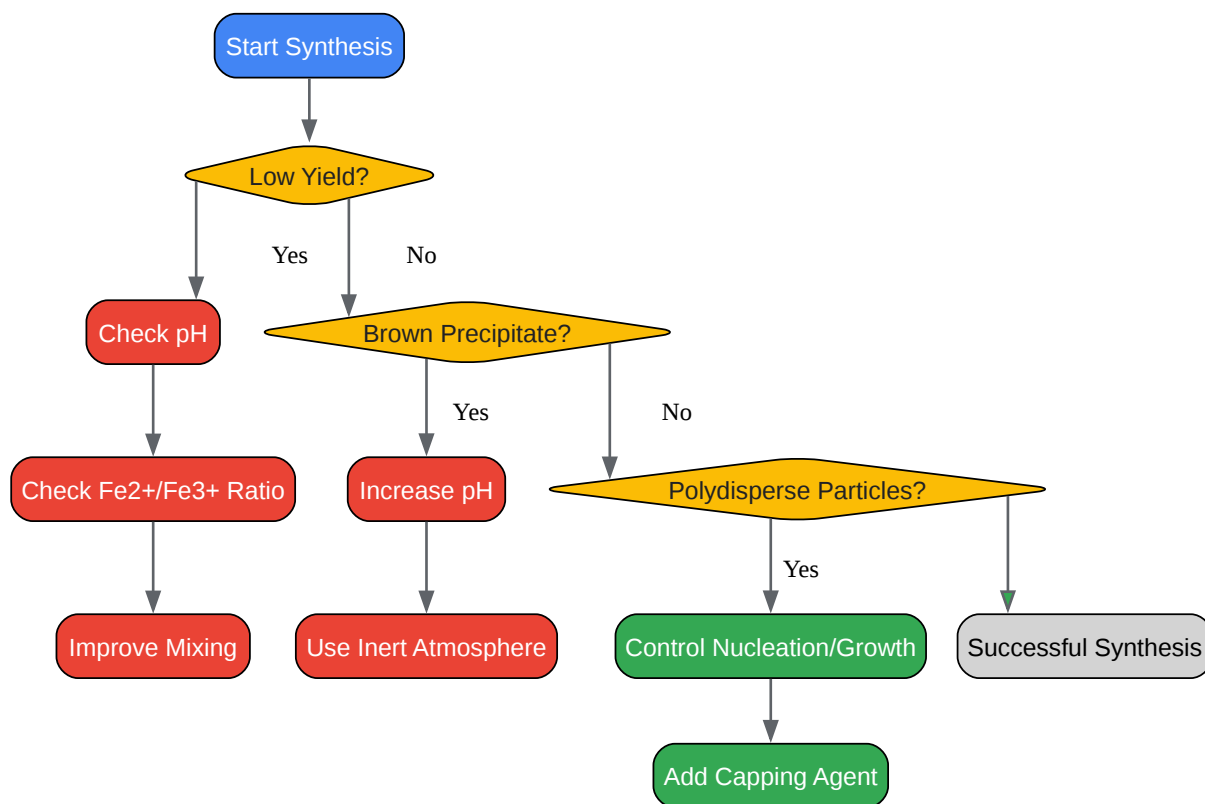 Start Synthesis
Low Yield?
Yes
No
Check pH
Brown Precipitate?
Yes
No
Check Fe2+/Fe3+ Ratio
Increase pH
Polydisperse Particles?
Yes
Improve Mixing
Use Inert Atmosphere
Control Nucleation/Growth
Successful Synthesis
Add Capping Agent